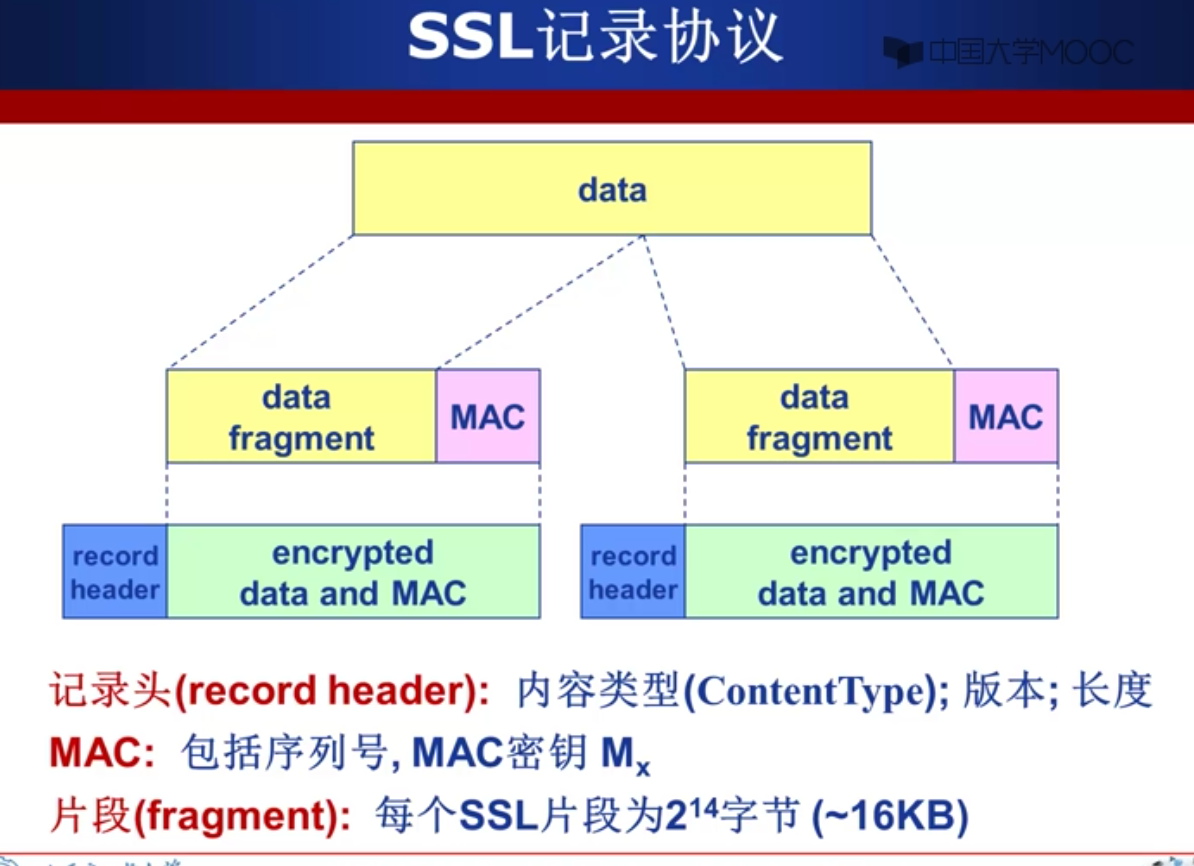 SSL记录协议
中国大学MOOC
data
data
fragment
MAC
data
fragment
MAC
record
header
encrypted
data and MAC
record
header
encrypted
data and MAC
记录头(record header): 内容类型(ContentType); 版本; 长度
MAC: 包括序列号, MAC密钥 Mₓ
片段(fragment): 每个SSL片段为2¹⁴字节 (~16KB)